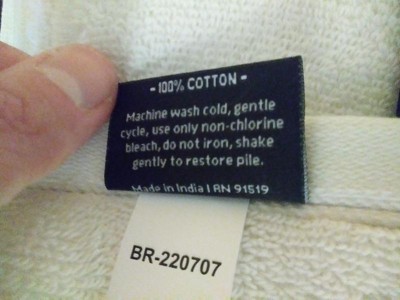 - 100% COTTON -
Machine wash cold, gentle
cycle, use only non-chlorine
bleach, do not iron, shake
gently to restore pile.
Made in India | RN 91519
BR-220707